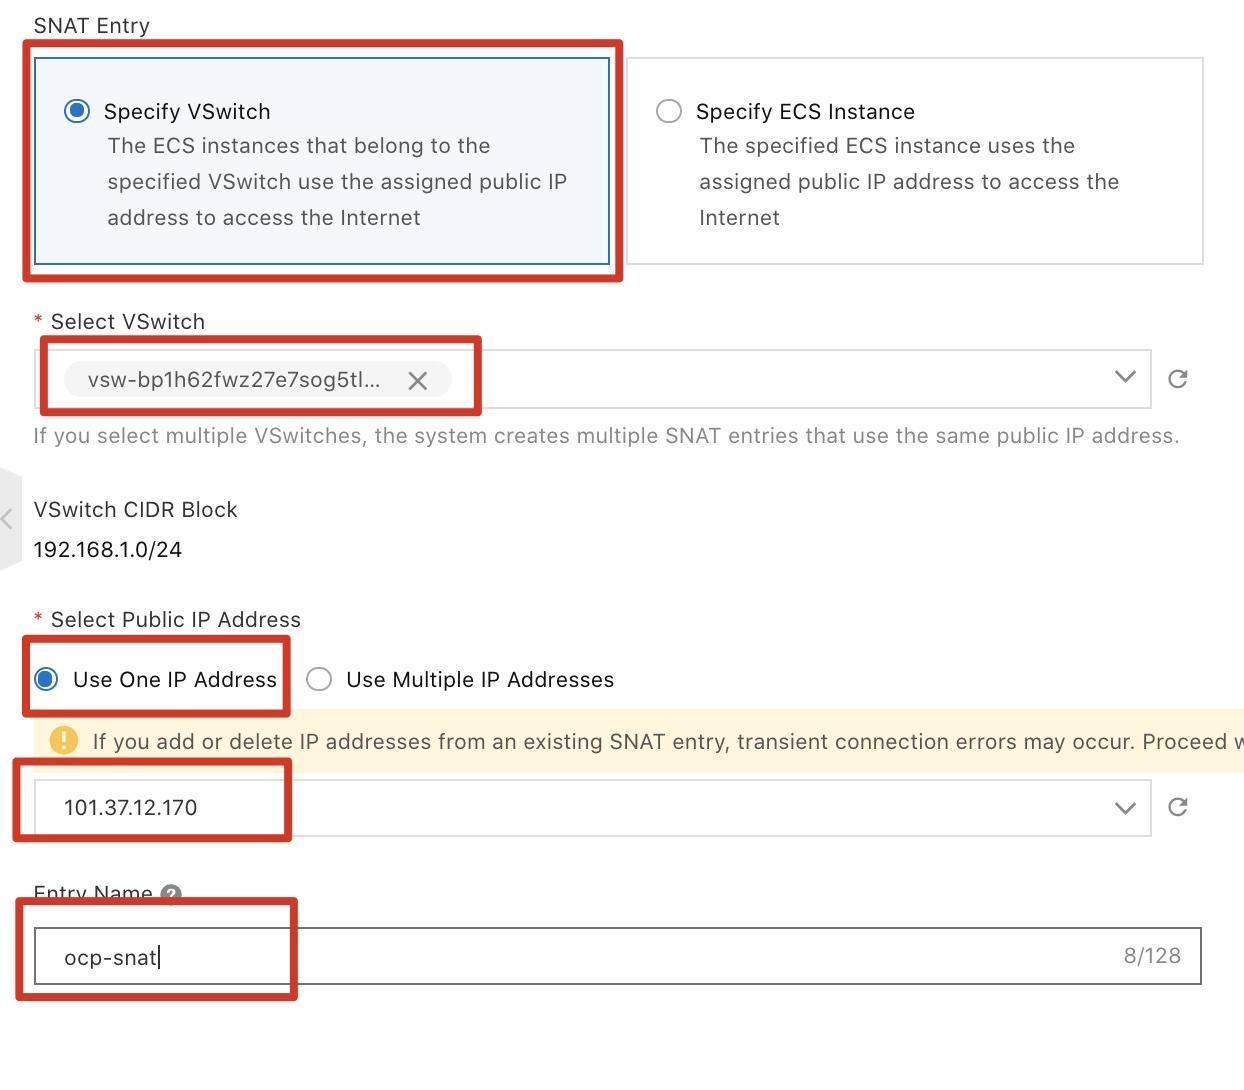 SNAT Entry
Specify VSwitch
The ECS instances that belong to the
specified VSwitch use the assigned public IP
address to access the Internet
Specify ECS Instance
The specified ECS instance uses the
assigned public IP address to access the
Internet
* Select VSwitch
vsw-bp1h62fwz27e7sog5tl...
If you select multiple VSwitches, the system creates multiple SNAT entries that use the same public IP address.
VSwitch CIDR Block
192.168.1.0/24
* Select Public IP Address
Use One IP Address
Use Multiple IP Addresses
If you add or delete IP addresses from an existing SNAT entry, transient connection errors may occur. Proceed
101.37.12.170
Entry Name
ocp-snat
8/128